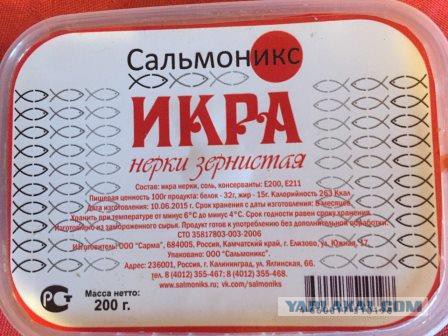 Сальмоникс
ИКРА
нерки зернистая
Состав: икра нерки, соль, консерванты: Е200, Е211
Пищевая ценность 100г продукта: белок - 32г, жир - 15г. Калорийность 263 Ккал.
Дата изготовления: 10.06.2015 г. Срок хранения с даты изготовления: 8 месяцев.
Хранить при температуре от минус 6°С до минус 4°С. Срок годности равен сроку хранения.
Изготовлено из замороженного сырья. Продукт готов к употреблению без дополнительной обработки.
СТО 35817803-003-2006
Изготовитель: ООО "Сарма", 684005, Россия, Камчатский край, г. Елизово, ул. Южная, 17.
Упаковано: ООО "Сальмоникс".
Адрес: 236001, Россия, г. Калининград, ул. Ялтинская, 66.
тел. 8 (4012) 355-467; 8 (4012) 355-468.
www.salmoniks.ru vk.com/salmoniks
Масса нетто:
200 г.
YAPLAKAL.COM